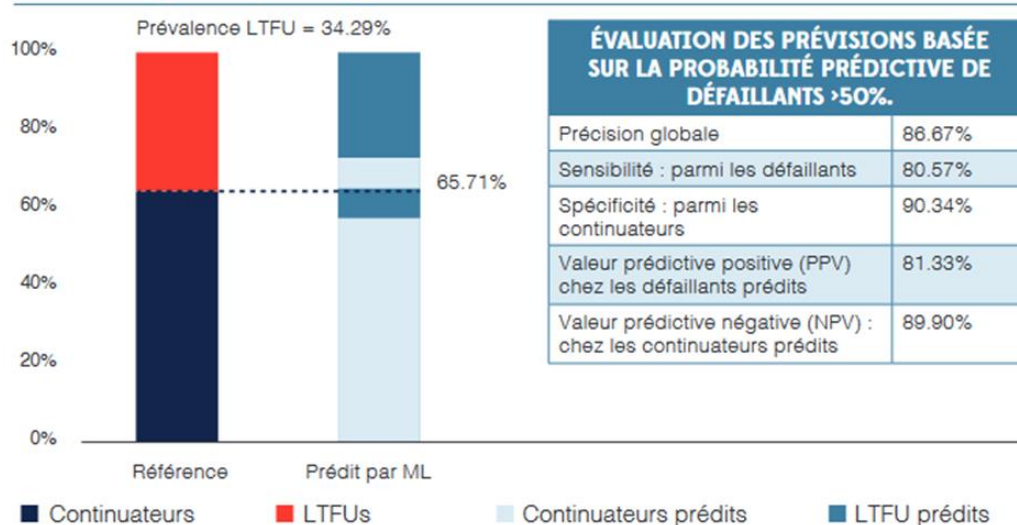 Prévalence LTFU = 34.29%
100%
80%
60%
40%
20%
0%
65.71%
Référence
Prédit par ML
Continuateurs
LTFUs
Continuateurs prédits
LTFU prédits
ÉVALUATION DES PRÉVISIONS BASÉE
SUR LA PROBABILITÉ PRÉDICTIVE DE
DÉFAILLANTS >50%.
Précision globale 86.67%
Sensibilité : parmi les défaillants 80.57%
Spécificité : parmi les 90.34%
continuateurs
Valeur prédictive positive (PPV) 81.33%
chez les défaillants prédits
Valeur prédictive négative (NPV) : 89.90%
chez les continuateurs prédits